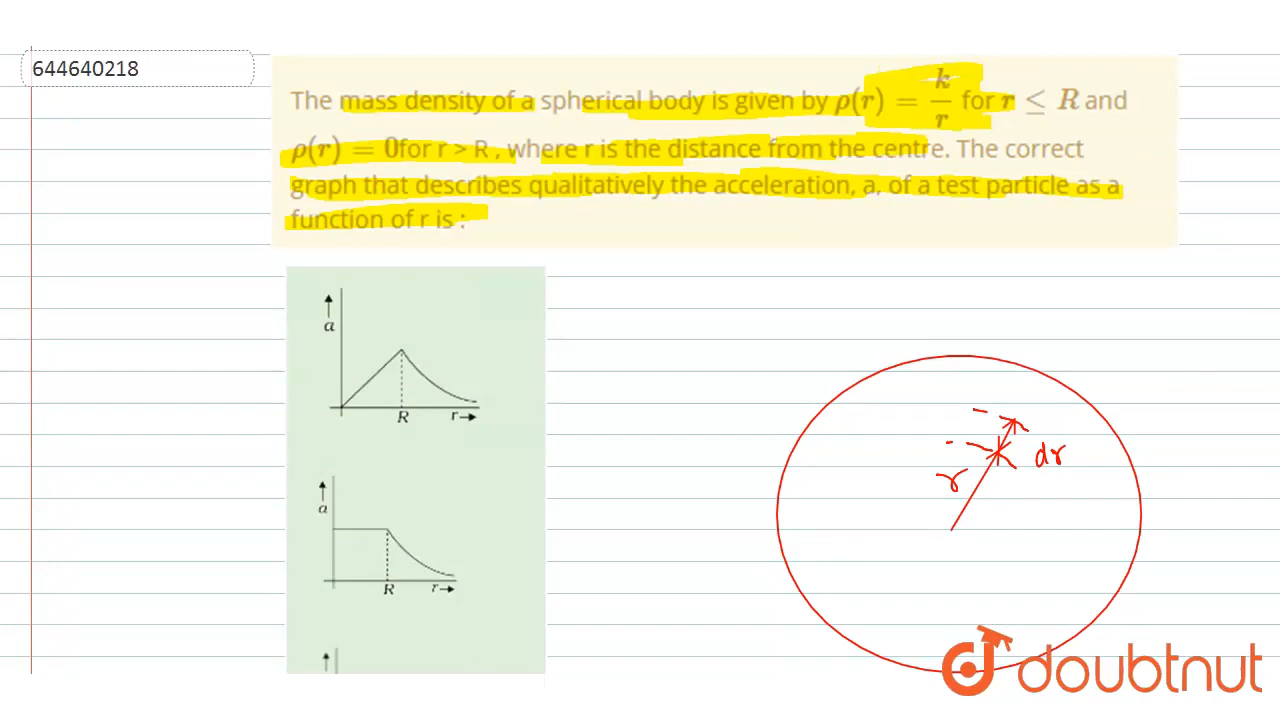 644640218
The mass density of a spherical body is given by ρ(r) = k/r for r ≤ R and
ρ(r) = 0for r > R , where r is the distance from the centre. The correct
graph that describes qualitatively the acceleration, a, of a test particle as a
function of r is :
a
R r
a
R r
r dr
doubtnut